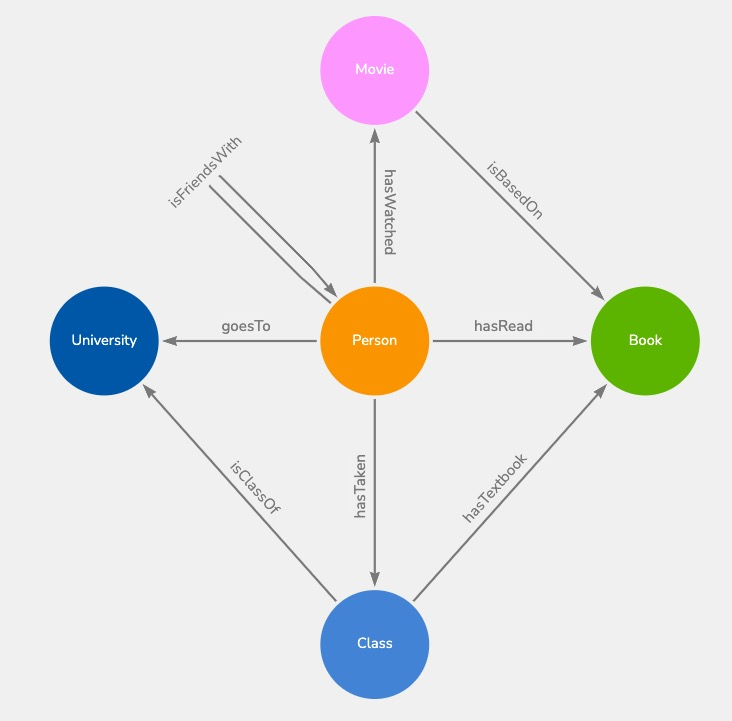 Movie
isFriendsWith
hasWatched
isBasedOn
University
goesTo
Person
hasRead
Book
isClassOf
hasTaken
hasTextbook
Class